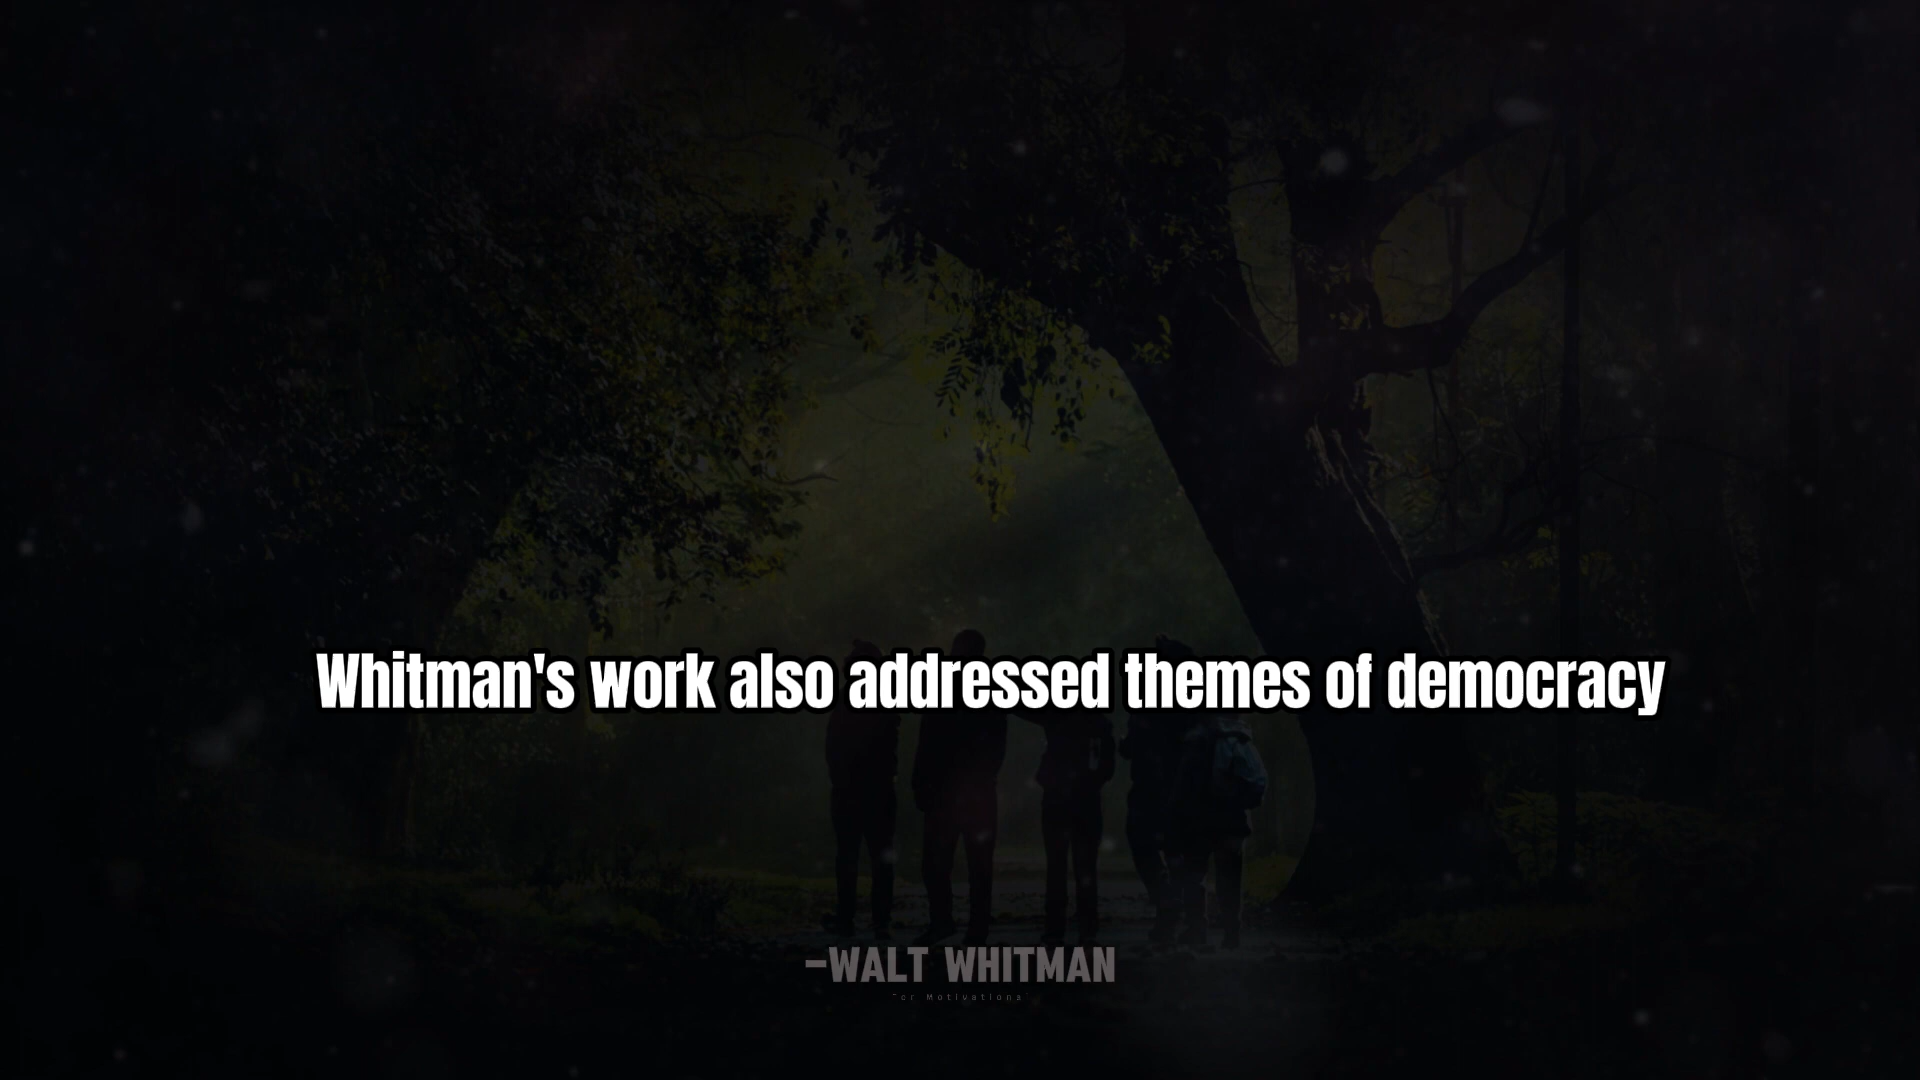 Whitman's work also addressed themes of democracy
-WALT WHITMAN